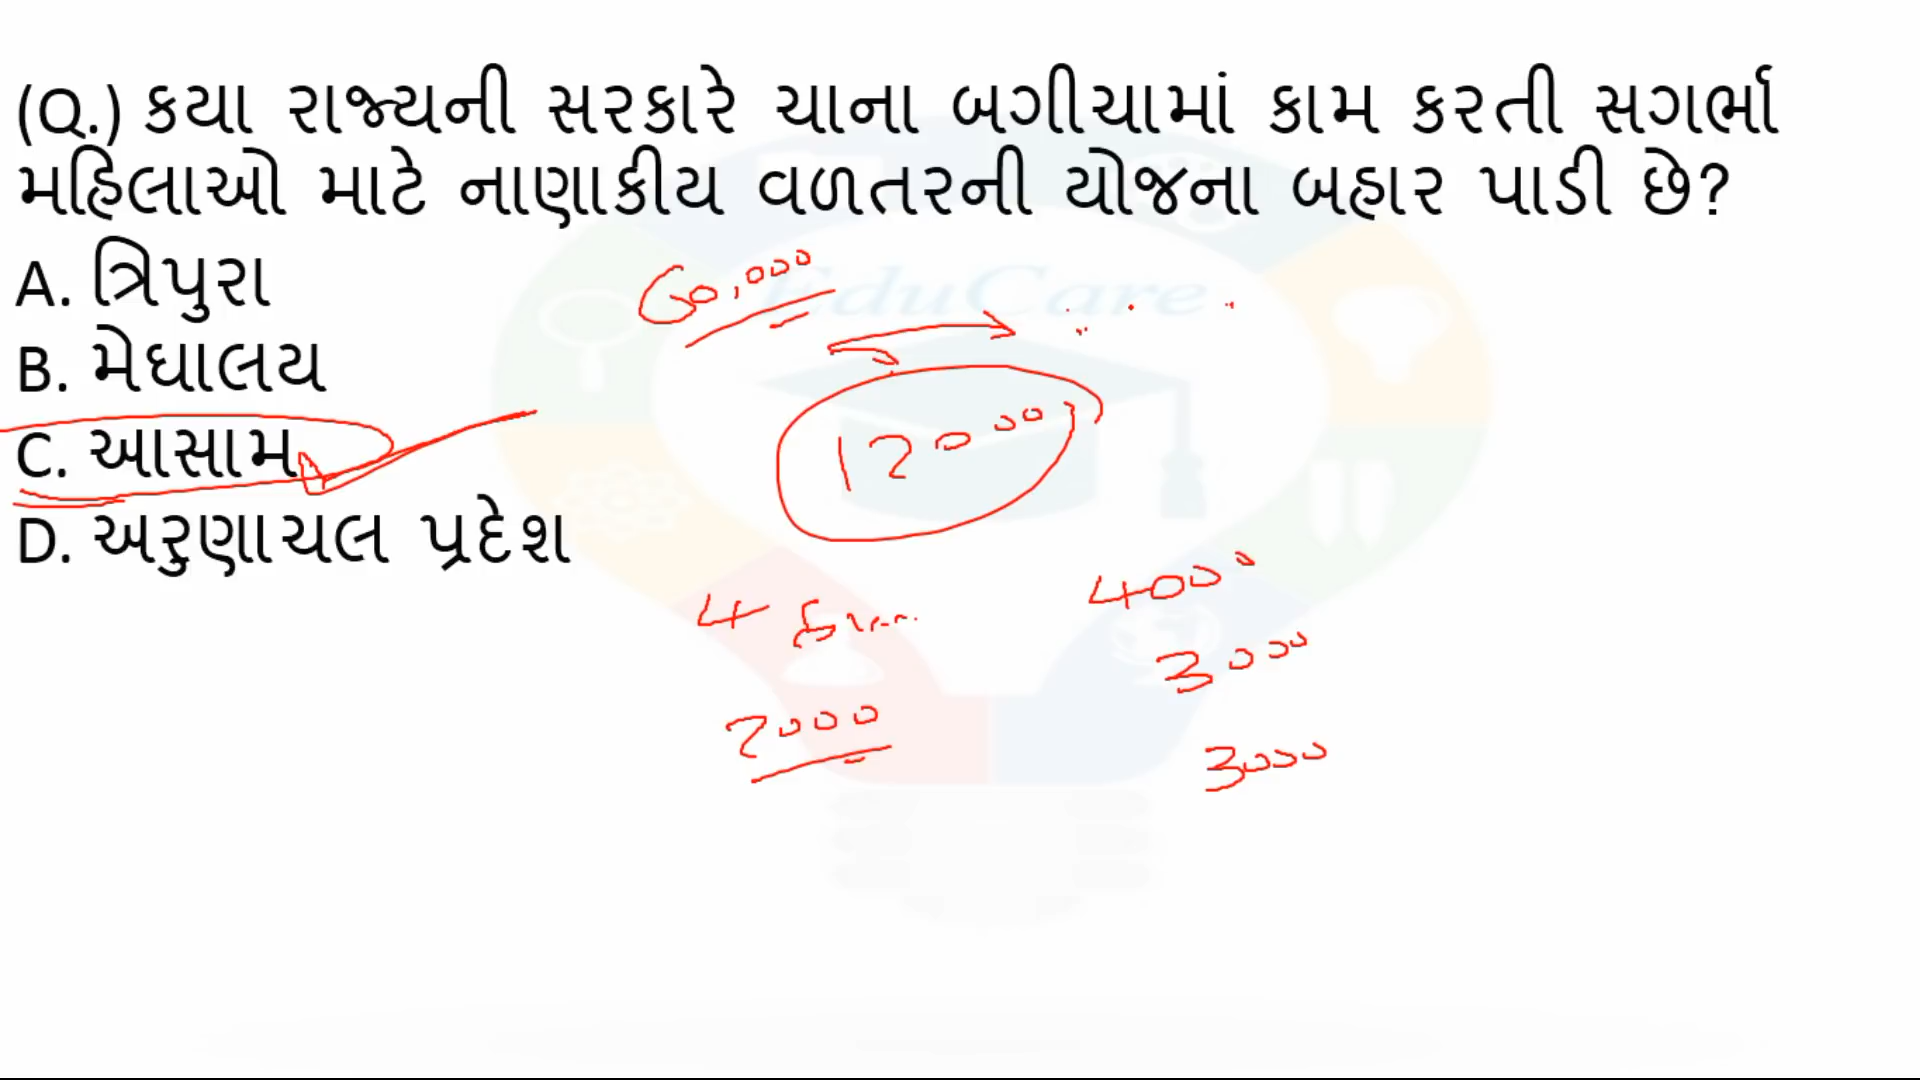 (Q.) કયા રાજ્યની સરકારે ચાના બગીચામાં કામ કરતી સગર્ભા
મહિલાઓ માટે નાણાકીય વળતરની યોજના બહાર પાડી છે?
A. ત્રિપુરા
B. મેઘાલય
C. આસામ
D. અરુણાચલ પ્રદેશ
60,000
EduCare
12000
4
4000
3000
2000
3000